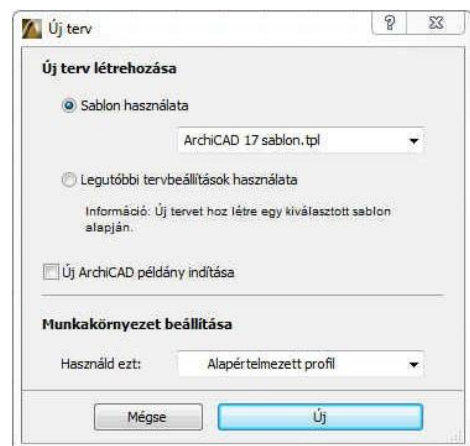 Új terv
Új terv létrehozása
Sablon használata
ArchiCAD 17 sablon.tpl
Legutóbbi tervbeállítások használata
Információ: Új tervet hoz létre egy kiválasztott sablon
alapján.
Új ArchiCAD példány indítása
Munkakörnyezet beállítása
Használd ezt: Alapértelmezett profil
Mégse Új